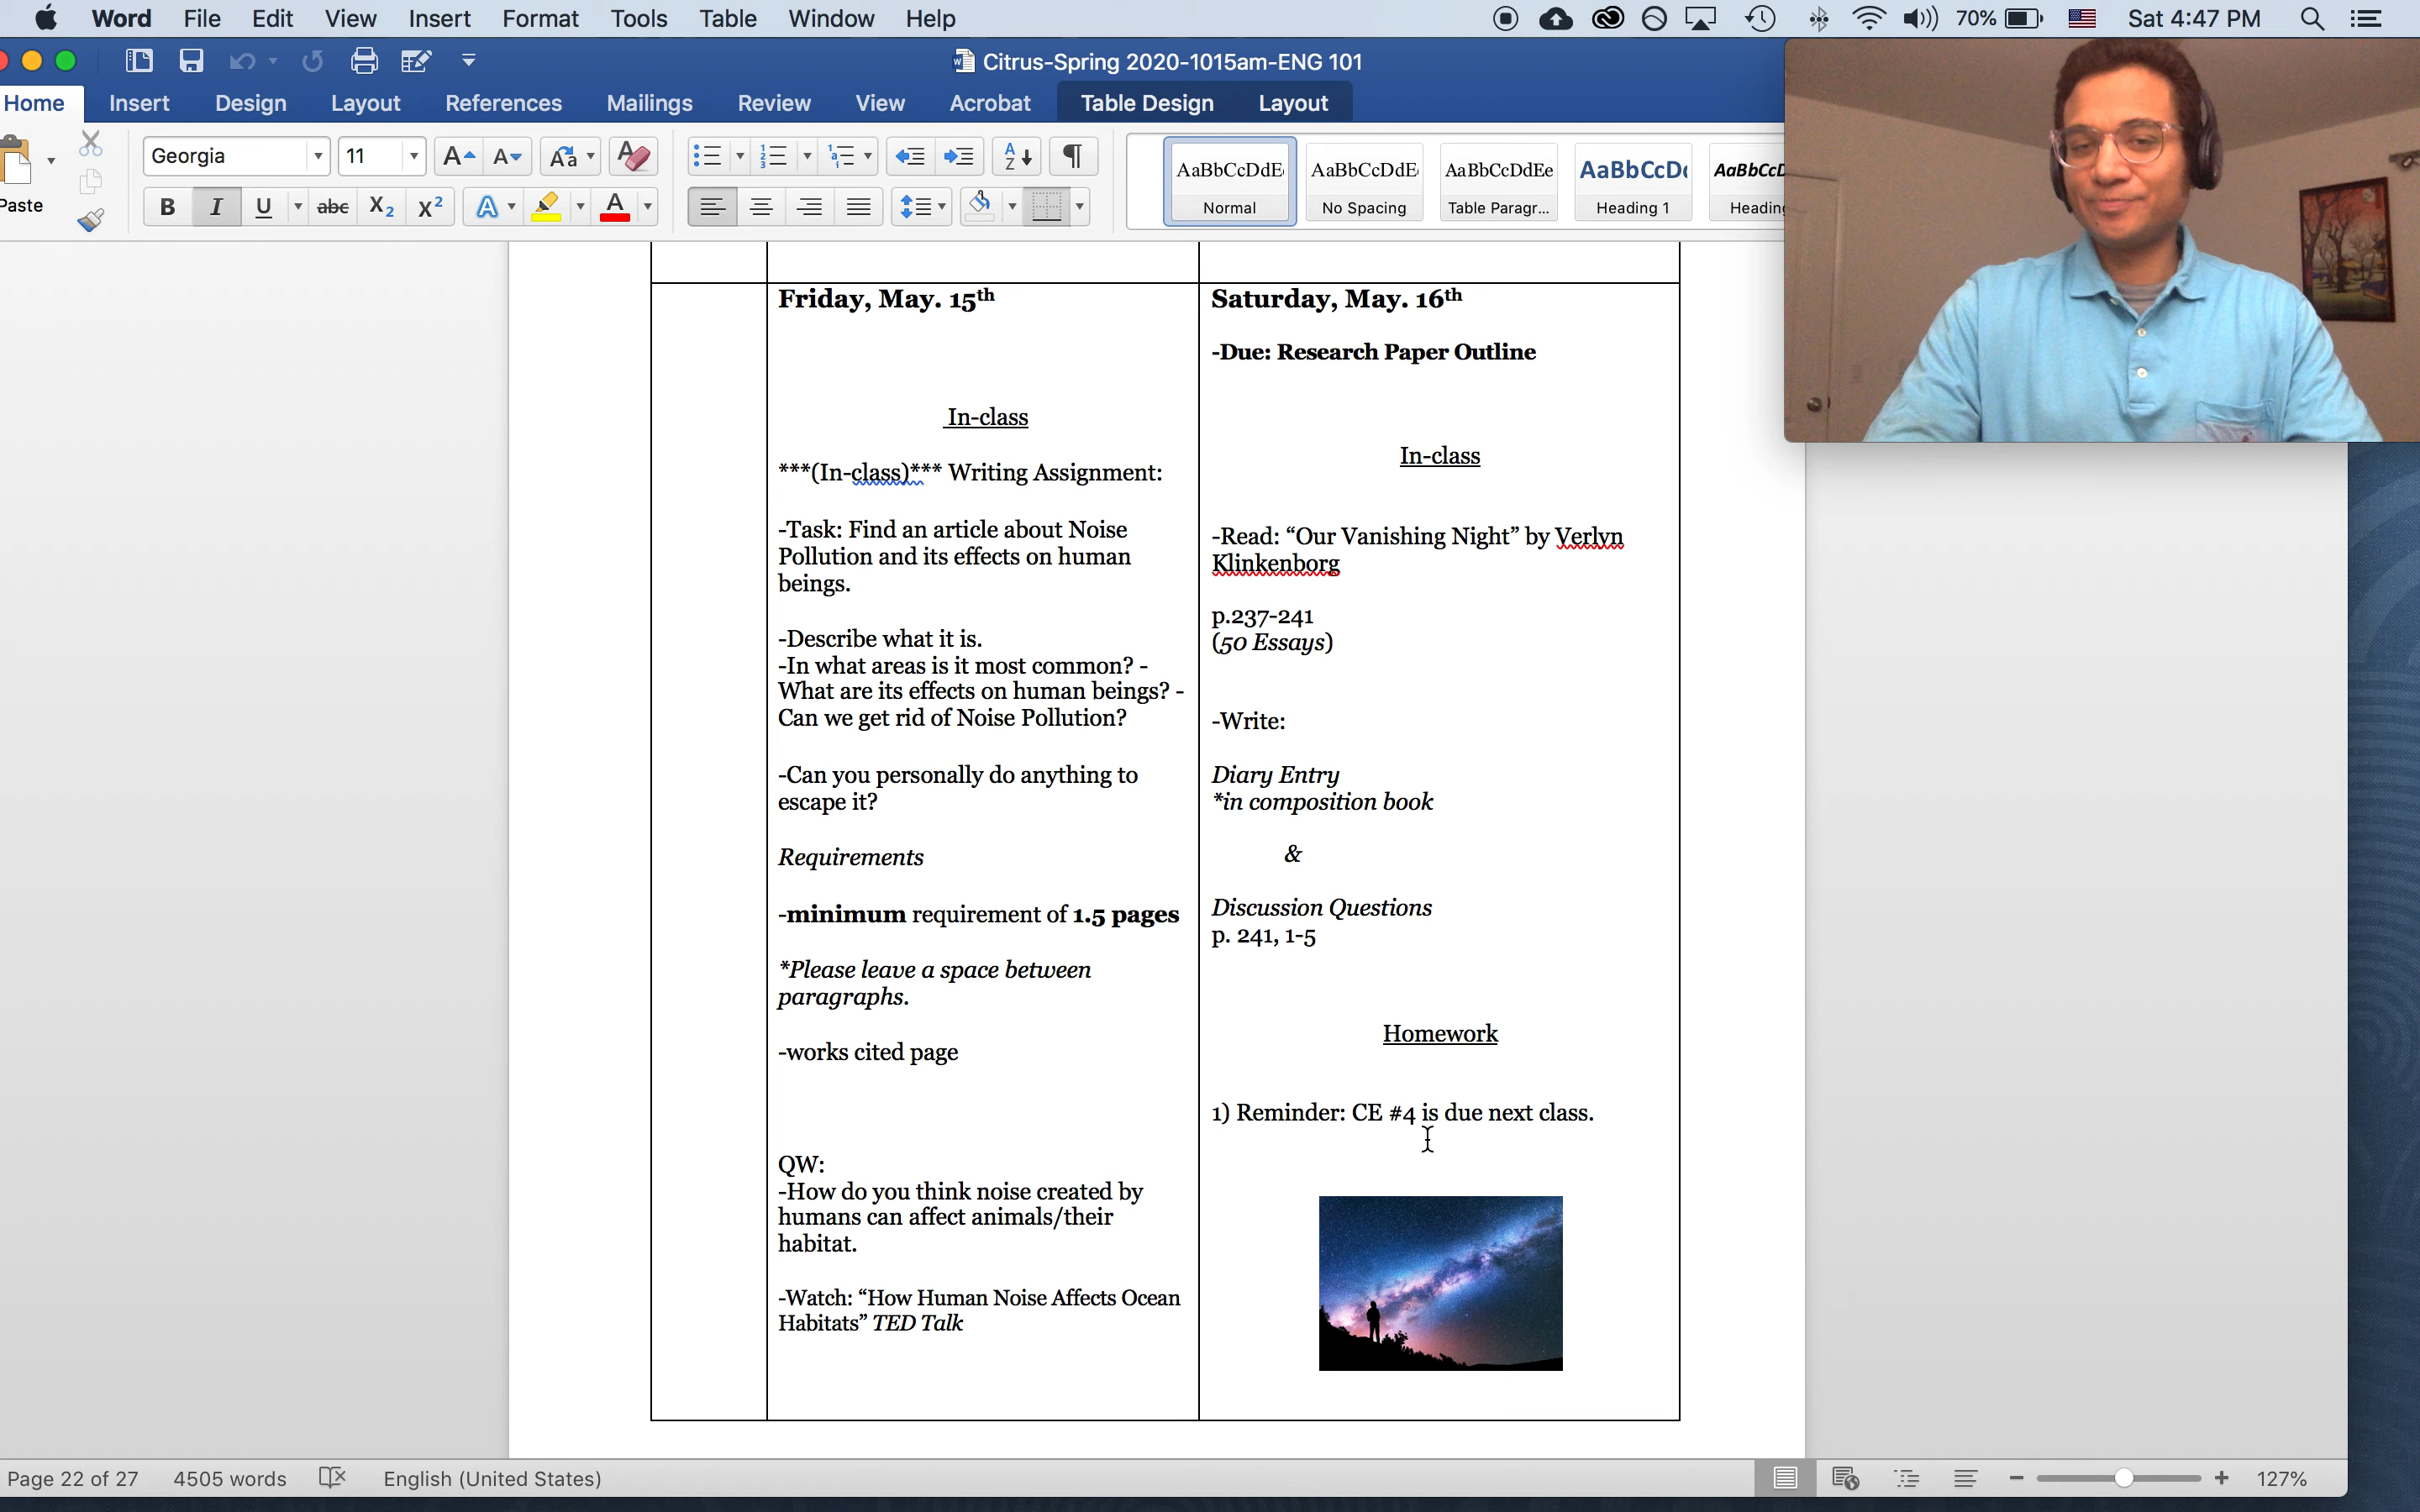 Word File Edit View Insert Format Tools Table Window Help 70% Sat 4:47 PM
Citrus-Spring 2020-1015am-ENG 101
Home Insert Design Layout References Mailings Review View Acrobat Table Design Layout
Paste
Georgia 11
AaBbCcDdE AaBbCcDdE AaBbCcDdEe AaBbCcD AaBbCcD
Normal No Spacing Table Paragr... Heading 1 Heading
Friday, May. 15th
In-class
***(In-class)*** Writing Assignment:
-Task: Find an article about Noise
Pollution and its effects on human
beings.
-Describe what it is.
-In what areas is it most common? -
What are its effects on human beings? -
Can we get rid of Noise Pollution?
-Can you personally do anything to
escape it?
Requirements
-minimum requirement of 1.5 pages
*Please leave a space between
paragraphs.
-works cited page
QW:
-How do you think noise created by
humans can affect animals/their
habitat.
-Watch: “How Human Noise Affects Ocean
Habitats” TED Talk
Saturday, May. 16th
-Due: Research Paper Outline
In-class
-Read: “Our Vanishing Night” by Verlyn
Klinkenborg
p.237-241
(50 Essays)
-Write:
Diary Entry
*in composition book
&
Discussion Questions
p. 241, 1-5
Homework
1) Reminder: CE #4 is due next class.
Page 22 of 27 4505 words English (United States) 127%